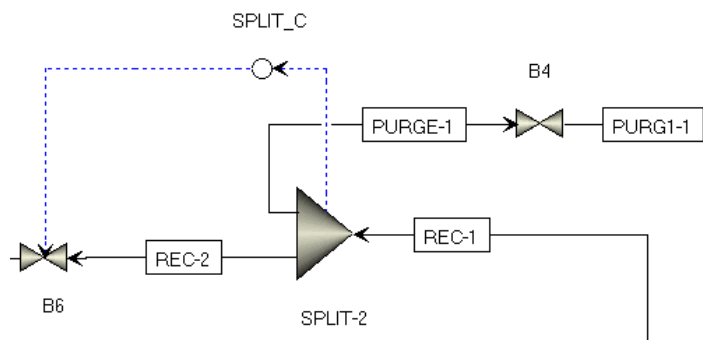 SPLIT_C
B4
PURGE-1
PURG1-1
REC-2
REC-1
B6
SPLIT-2